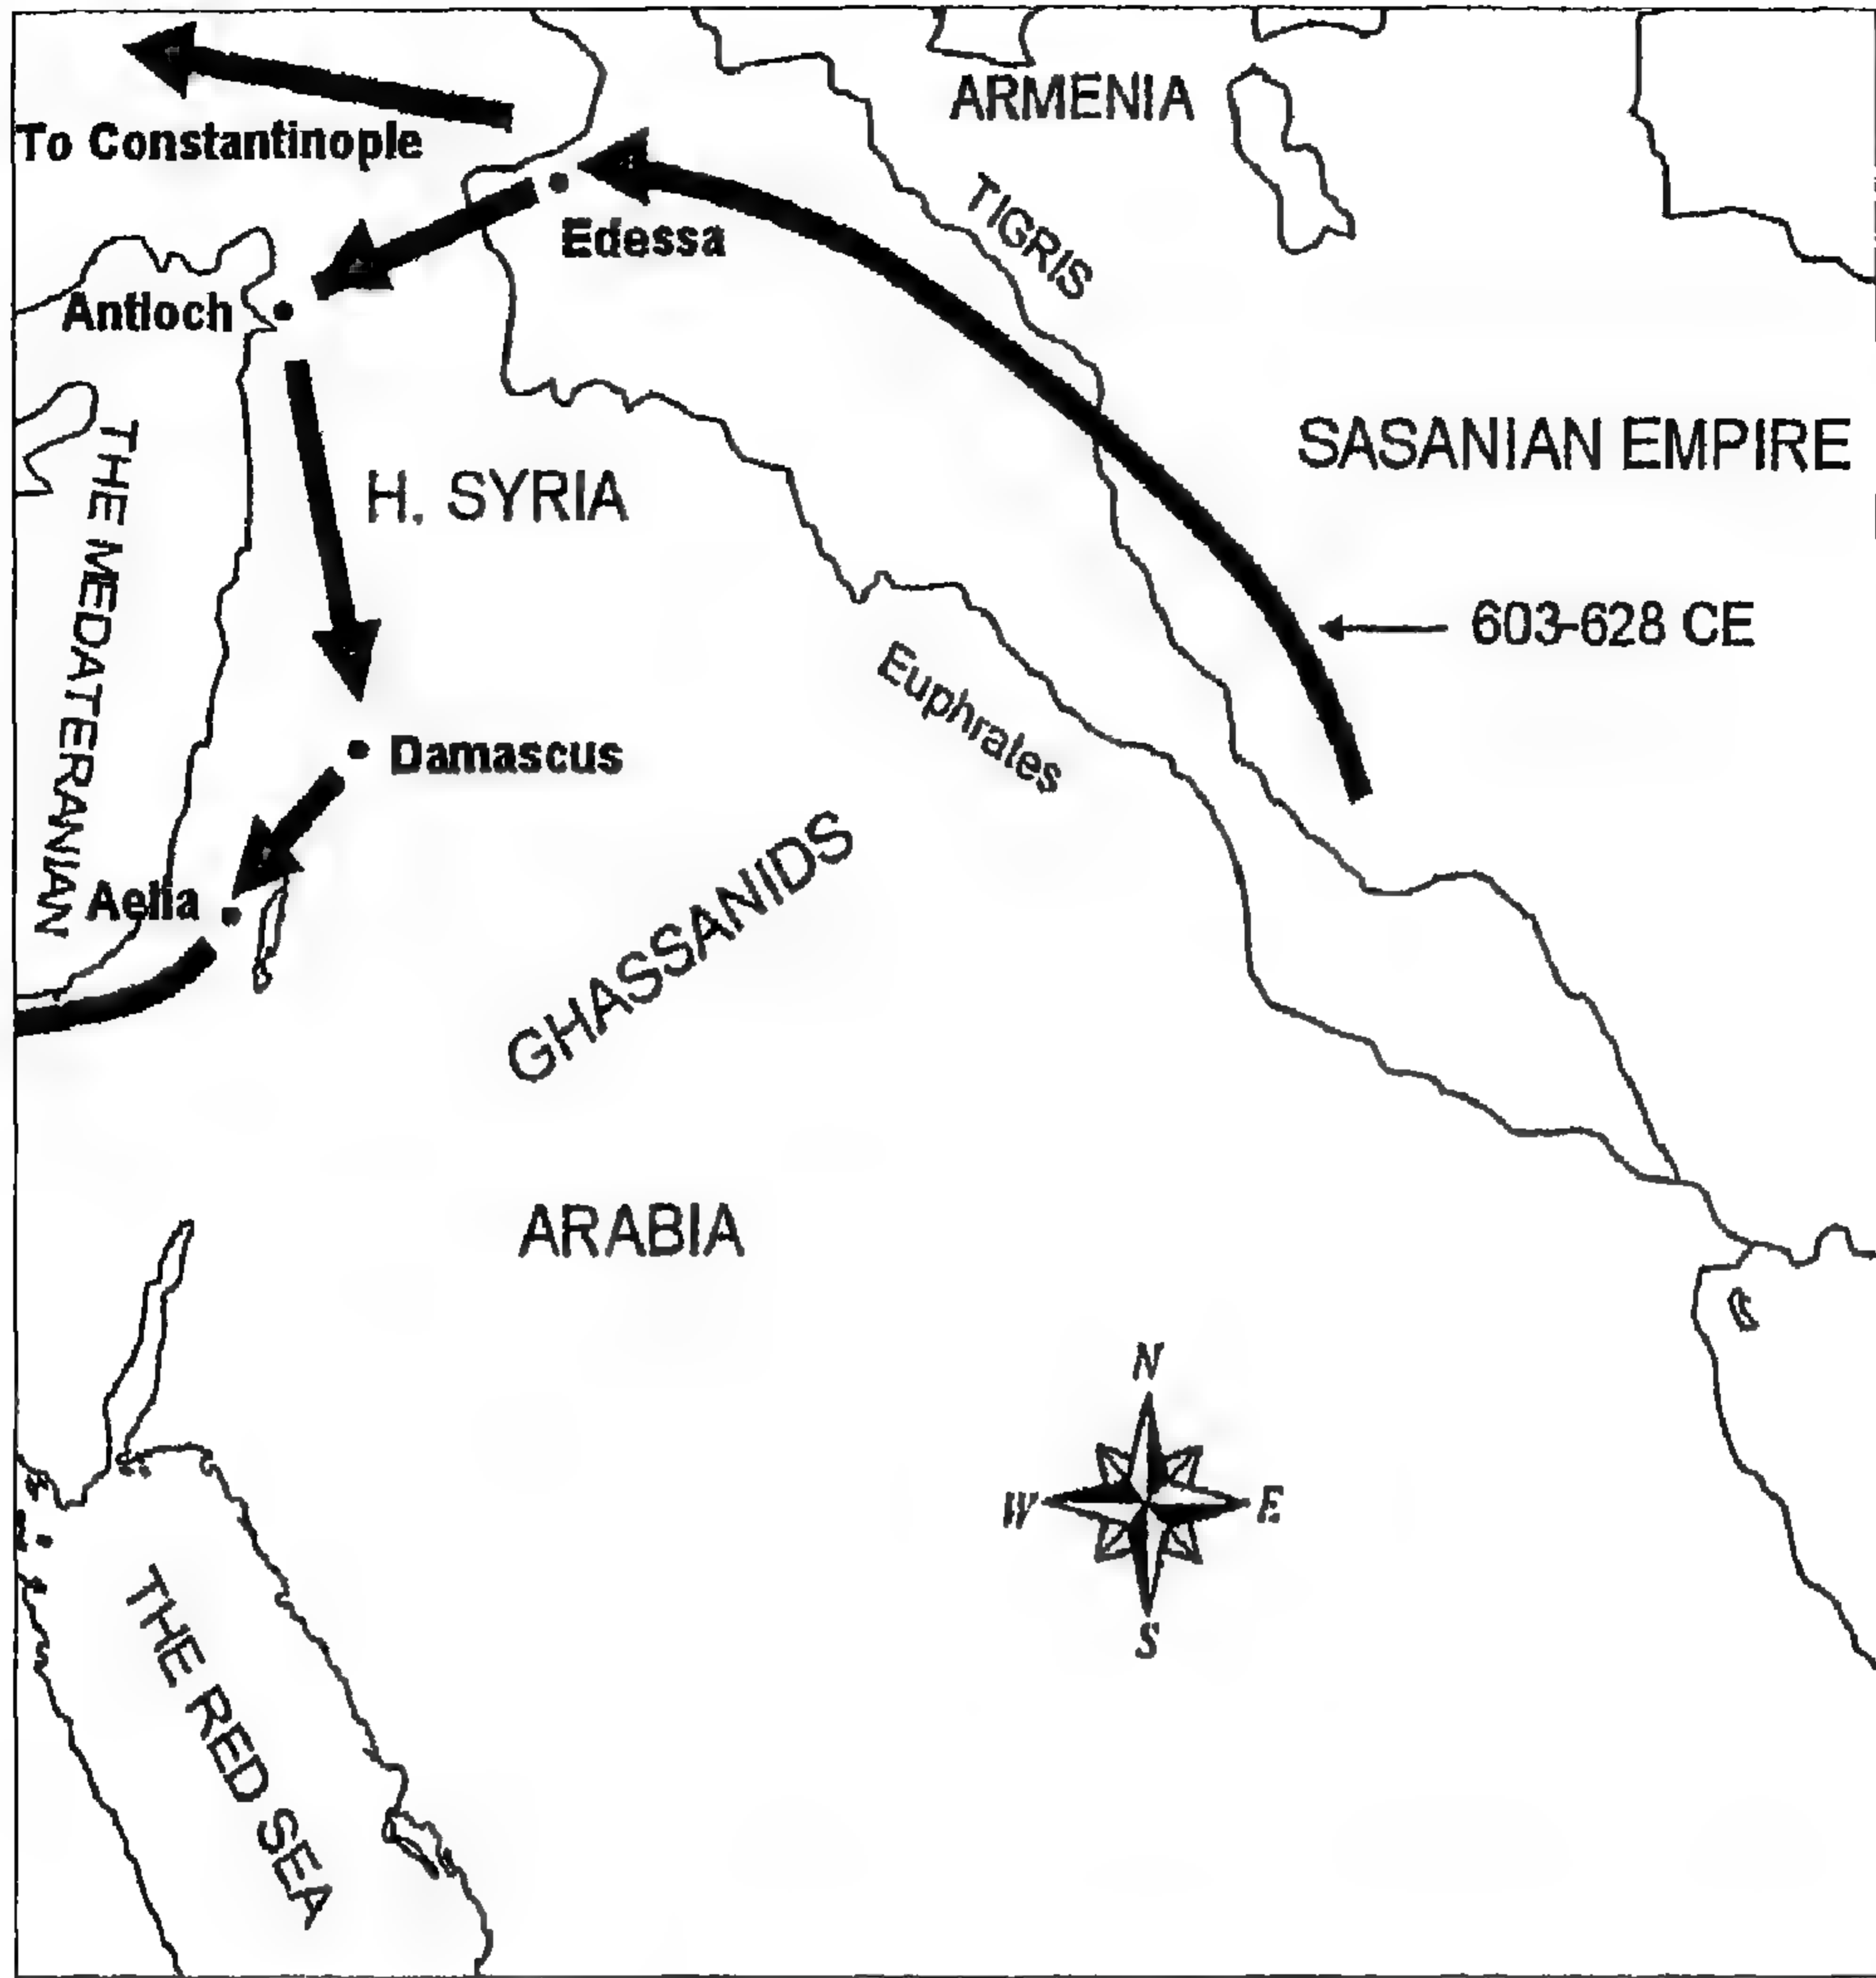 ARMENIA
To Constantinople
TIGRIS
Edessa
Antioch
SASANIAN EMPIRE
THE MEDATERANIAN
H. SYRIA
603-628 CE
Euphrates
Damascus
GHASSANIDS
Aelia
ARABIA
N
W
E
S
THE RED SEA